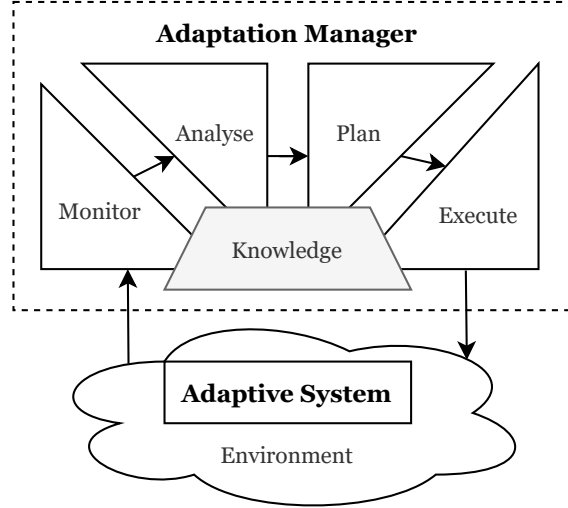 Adaptation Manager
Analyse
Plan
Monitor
Execute
Knowledge
Adaptive System
Environment